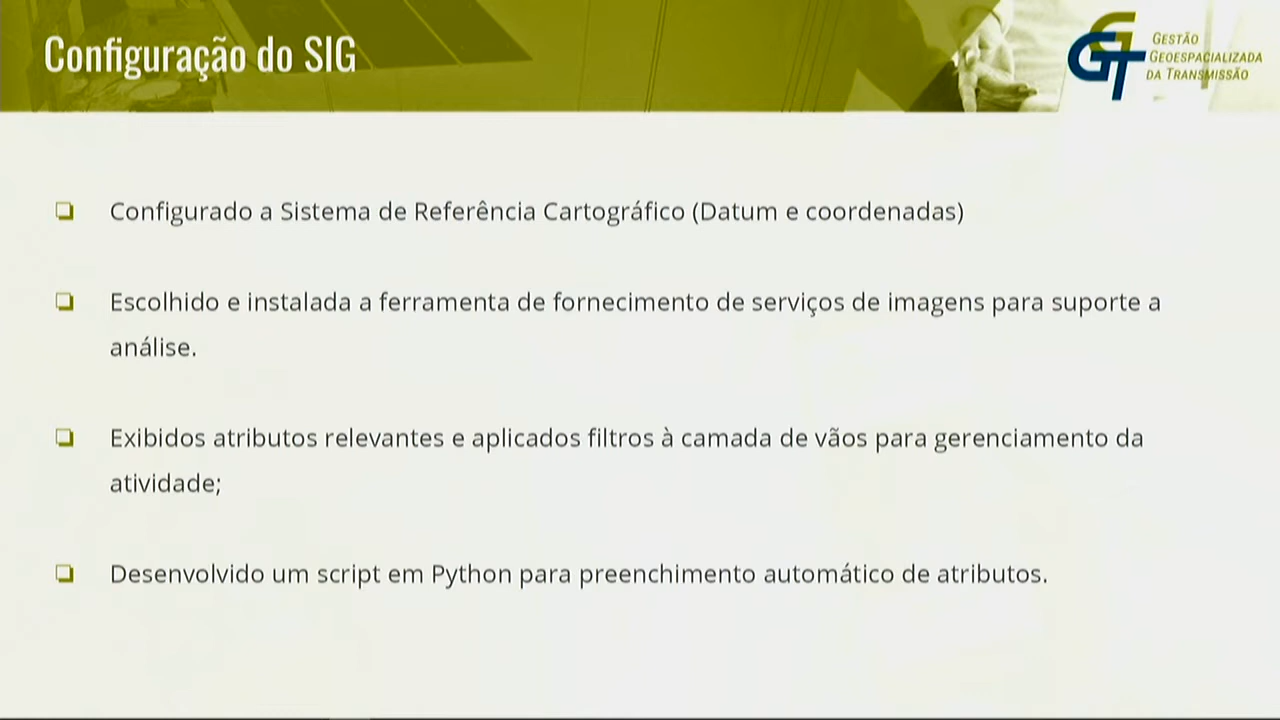 Configuração do SIG
GESTÃO
GEOESPACIALIZADA
DA TRANSMISSÃO
Configurado a Sistema de Referência Cartográfico (Datum e coordenadas)
Escolhido e instalada a ferramenta de fornecimento de serviços de imagens para suporte a
análise.
Exibidos atributos relevantes e aplicados filtros à camada de vãos para gerenciamento da
atividade;
Desenvolvido um script em Python para preenchimento automático de atributos.